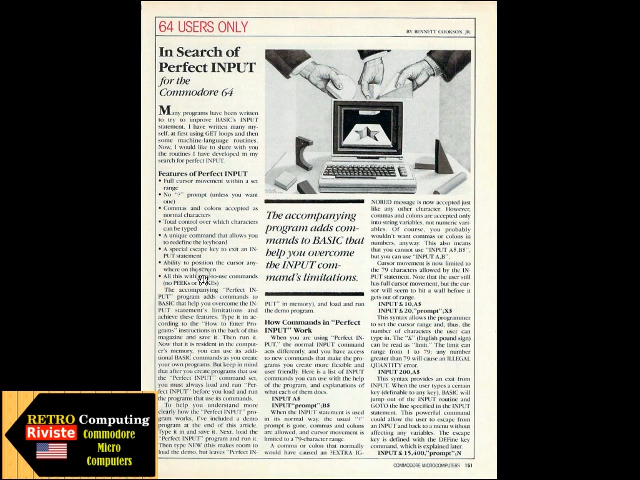 64 USERS ONLY
BY BENNETT COOKSON, JR.
In Search of
Perfect INPUT
for the
Commodore 64
Many programs have been written
to try to improve BASIC's INPUT
statement. I have written many my-
self, at first using GET loops and then
some machine-language routines.
Now, I would like to share with you
the routines I have developed in my
search for perfect INPUT.
Features of Perfect INPUT
• Full cursor movement within a set
range
• No "?" prompt (unless you want
one)
• Commas and colons accepted as
normal characters
• Total control over which characters
can be typed
• A unique command that allows you
to redefine the keyboard
• A special escape key to exit an IN-
PUT statement
• Ability to position the cursor any-
where on the screen
• All this with easy-to-use commands
(no PEEKs or POKEs)
The accompanying "Perfect IN-
PUT" program adds commands to
BASIC that help you overcome the IN-
PUT statement's limitations and
achieve these features. Type it in ac-
cording to the "How to Enter Pro-
grams" instructions in the back of this
magazine and save it. Then run it.
Now that it is resident in the comput-
er's memory, you can use its addi-
tional BASIC commands as you create
your own programs. But keep in mind
that after you create programs that use
the "Perfect INPUT" command set,
you must always load and run "Per-
fect INPUT" before you load and run
the programs that use its commands.
To help you understand more
clearly how the "Perfect INPUT" pro-
gram works, I've included a demo
program at the end of this article.
Type it in and save it. Next, load the
"Perfect INPUT" program and run it.
Then type NEW (this makes room to
load the demo, but leaves "Perfect IN-
The accompanying
program adds com-
mands to BASIC that
help you overcome
the INPUT com-
mand's limitations.
PUT" in memory), and load and run
the demo program.
How Commands in "Perfect
INPUT" Work
When you are using "Perfect IN-
PUT," the normal INPUT command
acts differently, and you have access
to new commands that make the pro-
grams you create more flexible and
user friendly. Here is a list of INPUT
commands you can use with the help
of the program, and explanations of
what each of them does.
INPUT A$
INPUT"prompt";B$
When the INPUT statement is used
in its normal way, the usual "?"
prompt is gone, commas and colons
are allowed, and cursor movement is
limited to a 79-character range.
A comma or colon that normally
would have caused an ?EXTRA IG-
NORED message is now accepted just
like any other character. However,
commas and colons are accepted only
into string variables, not numeric vari-
ables. Of course, you probably
wouldn't want commas or colons in
numbers, anyway. This also means
that you cannot use "INPUT A$,B$",
but you can use "INPUT A,B".
Cursor movement is now limited to
the 79 characters allowed by the IN-
PUT statement. Note that the user still
has full cursor movement, but the cur-
sor will seem to hit a wall before it
gets out of range.
INPUT£20,A$
INPUT£20,"prompt";X$
This syntax allows the programmer
to set the cursor range and, thus, the
number of characters the user can
type in. The "£" (English pound sign)
can be read as "limit." The limit can
range from 1 to 79; any number
greater than 79 will cause an ILLEGAL
QUANTITY error.
INPUT 200,A$
This syntax provides an exit from
INPUT. When the user types a certain
key (definable to any key), BASIC will
jump out of the INPUT routine and
GOTO the line specified in the INPUT
statement. This powerful command
could allow the user to escape from
an INPUT and back to a menu without
affecting any variables. The escape
key is defined with the DEFine key
command, which is explained later.
INPUT£15,400,"prompt";N
COMMODORE MICROCOMPUTERS 151
RETRO Computing
Riviste
Commodore
Micro
Computers